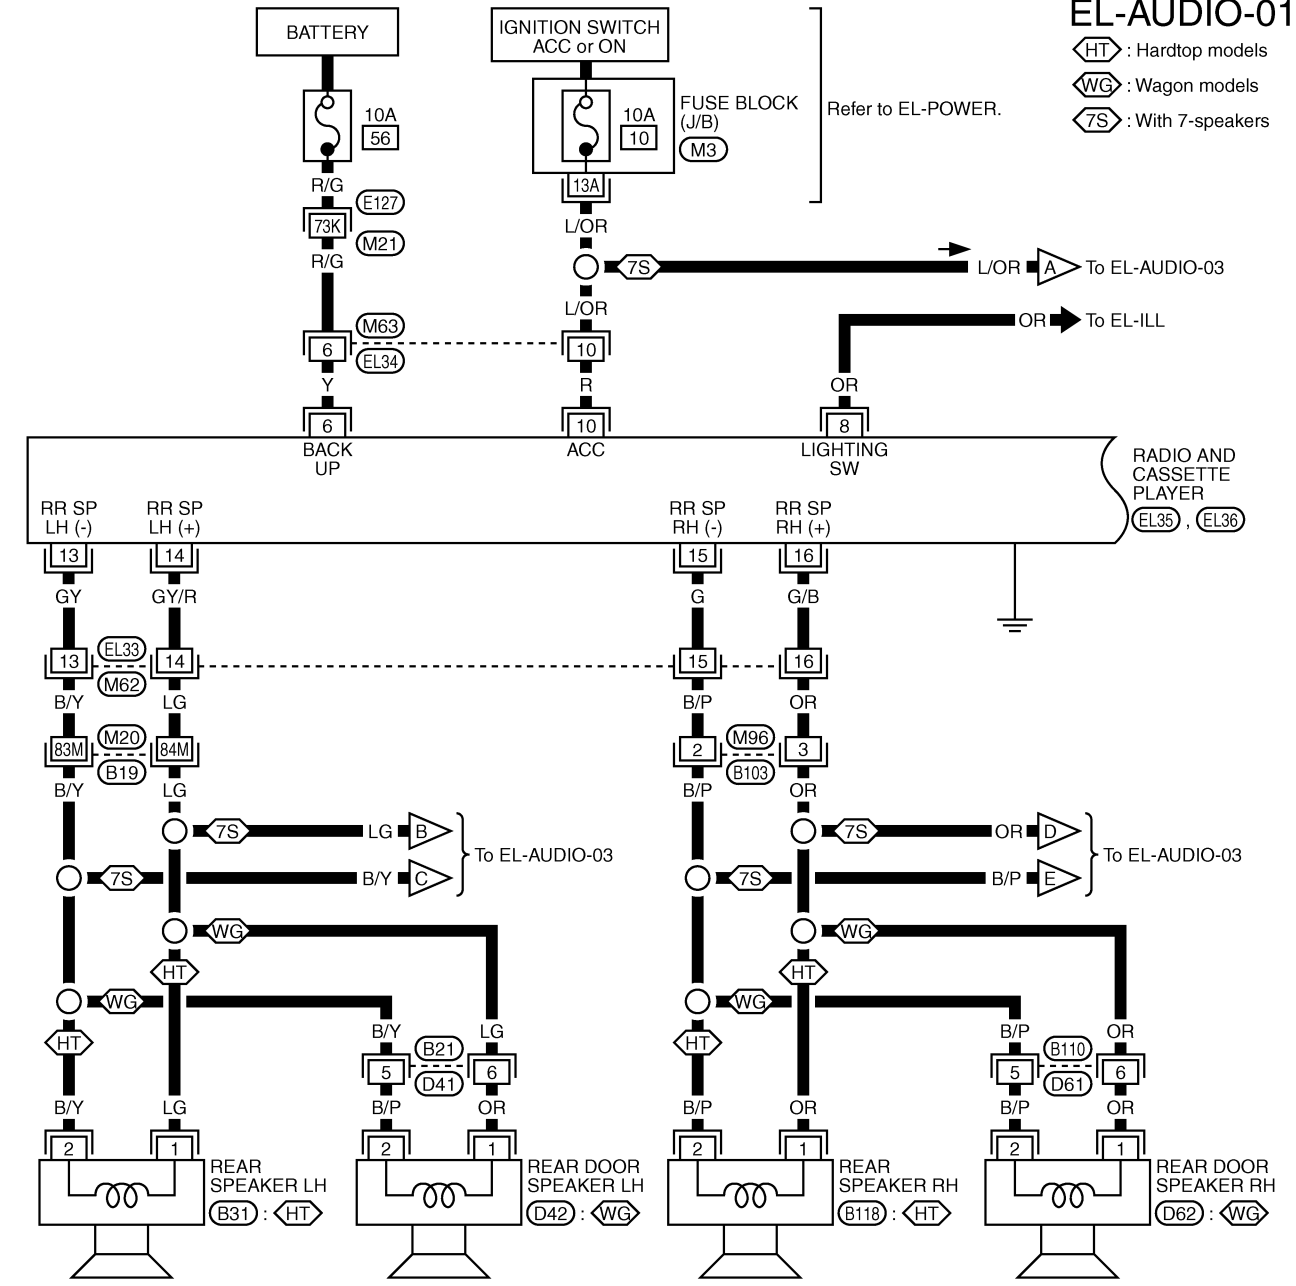 EL-AUDIO-01
BATTERY
IGNITION SWITCH
ACC or ON
HT : Hardtop models
WG : Wagon models
7S : With 7-speakers
10A
56
10A
10
FUSE BLOCK
(J/B)
M3
Refer to EL-POWER.
R/G
13A
E127
73K
M21
L/OR
R/G
7S
L/OR
A
To EL-AUDIO-03
L/OR
M63
OR
To EL-ILL
6
EL34
10
Y
R
OR
6
10
8
BACK
UP
ACC
LIGHTING
SW
RADIO AND
CASSETTE
PLAYER
EL35 , EL36
RR SP
LH (-)
RR SP
LH (+)
RR SP
RH (-)
RR SP
RH (+)
13
14
15
16
GY
GY/R
G
G/B
EL33
13
14
15
16
M62
B/Y
LG
B/P
OR
M20
M96
83M
84M
2
3
B19
B103
B/Y
LG
B/P
OR
7S
LG
B
7S
OR
D
To EL-AUDIO-03
To EL-AUDIO-03
7S
B/Y
C
7S
B/P
E
WG
WG
HT
HT
WG
WG
HT
HT
B/Y
LG
B/P
OR
B21
B110
5
6
5
6
D41
D61
B/Y
LG
B/P
OR
B/P
OR
B/P
OR
2
1
2
1
2
1
2
1
REAR
SPEAKER LH
B31 : HT
REAR DOOR
SPEAKER LH
D42 : WG
REAR
SPEAKER RH
B118 : HT
REAR DOOR
SPEAKER RH
D62 : WG